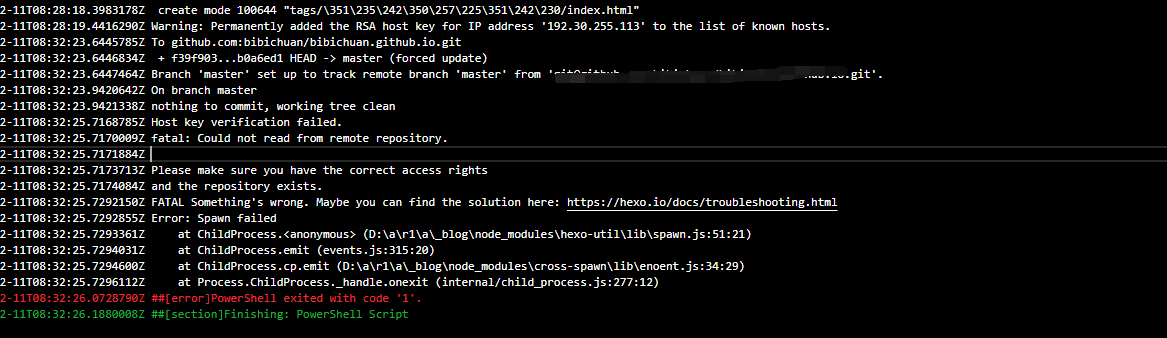 2-11T08:28:18.3983178Z  create mode 100644 "tags/\351\235\242\350\257\225\351\242\230/index.html"
2-11T08:28:19.4416290Z Warning: Permanently added the RSA host key for IP address '192.30.255.113' to the list of known hosts.
2-11T08:32:23.6445785Z To github.com:bibichuan/bibichuan.github.io.git
2-11T08:32:23.6446834Z  + f39f903...b0a6ed1 HEAD -> master (forced update)
2-11T08:32:23.6447464Z Branch 'master' set up to track remote branch 'master' from '.git'.
2-11T08:32:23.9420642Z On branch master
2-11T08:32:23.9421338Z nothing to commit, working tree clean
2-11T08:32:25.7168785Z Host key verification failed.
2-11T08:32:25.7170009Z fatal: Could not read from remote repository.
2-11T08:32:25.7171884Z
2-11T08:32:25.7173713Z Please make sure you have the correct access rights
2-11T08:32:25.7174084Z and the repository exists.
2-11T08:32:25.7292150Z FATAL Something's wrong. Maybe you can find the solution here: https://hexo.io/docs/troubleshooting.html
2-11T08:32:25.7292855Z Error: Spawn failed
2-11T08:32:25.7293361Z     at ChildProcess.<anonymous> (D:\a\r1\a\_blog\node_modules\hexo-util\lib\spawn.js:51:21)
2-11T08:32:25.7294031Z     at ChildProcess.emit (events.js:315:20)
2-11T08:32:25.7294600Z     at ChildProcess.cp.emit (D:\a\r1\a\_blog\node_modules\cross-spawn\lib\enoent.js:34:29)
2-11T08:32:25.7296112Z     at Process.ChildProcess._handle.onexit (internal/child_process.js:277:12)
2-11T08:32:26.0728790Z ##[error]PowerShell exited with code '1'.
2-11T08:32:26.1880008Z ##[section]Finishing: PowerShell Script